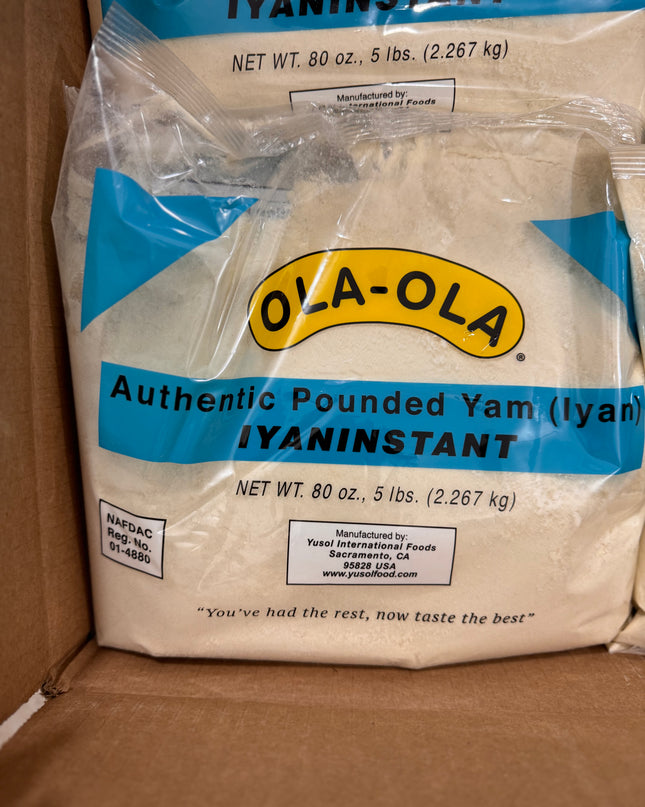 IYANINSTANT
NET WT. 80 oz., 5 lbs. (2.267 kg)
Manufactured by:
International Foods
OLA-OLA
®
Authentic Pounded Yam (Iyan)
IYANINSTANT
NET WT. 80 oz., 5 lbs. (2.267 kg)
NAFDAC
Reg. No.
01-4880
Manufactured by:
Yusol International Foods
Sacramento, CA
95828 USA
www.yusolfood.com
“You've had the rest, now taste the best”